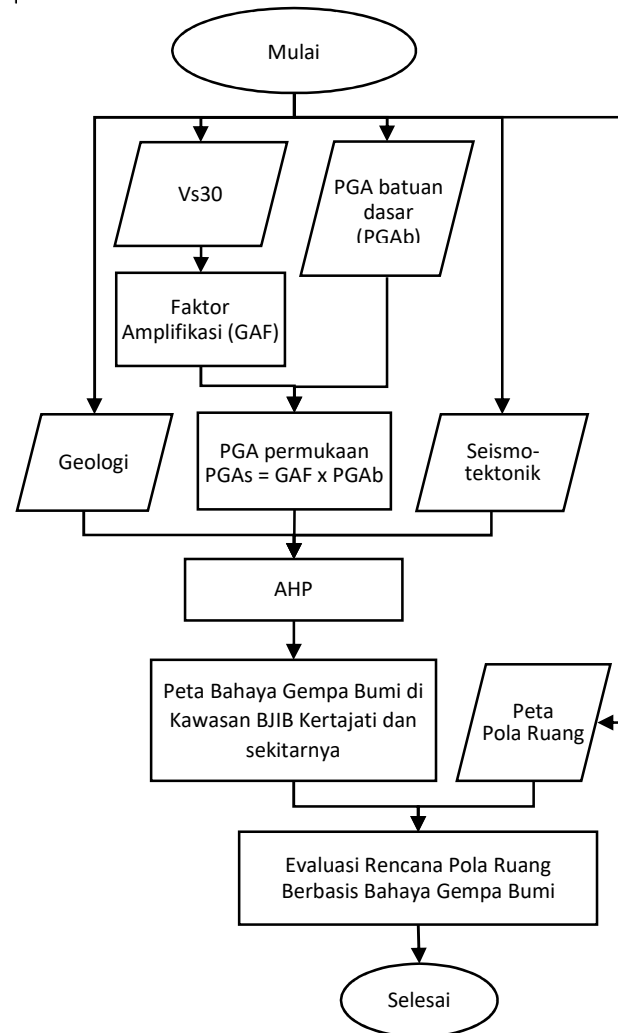 Mulai
Vs30
PGA batuan
dasar
(PGAb)
Faktor
Amplifikasi (GAF)
Geologi
PGA permukaan
PGAs = GAF x PGAb
Seismo-
tektonik
AHP
Peta Bahaya Gempa Bumi di
Kawasan BJIB Kertajati dan
sekitarnya
Peta
Pola Ruang
Evaluasi Rencana Pola Ruang
Berbasis Bahaya Gempa Bumi
Selesai